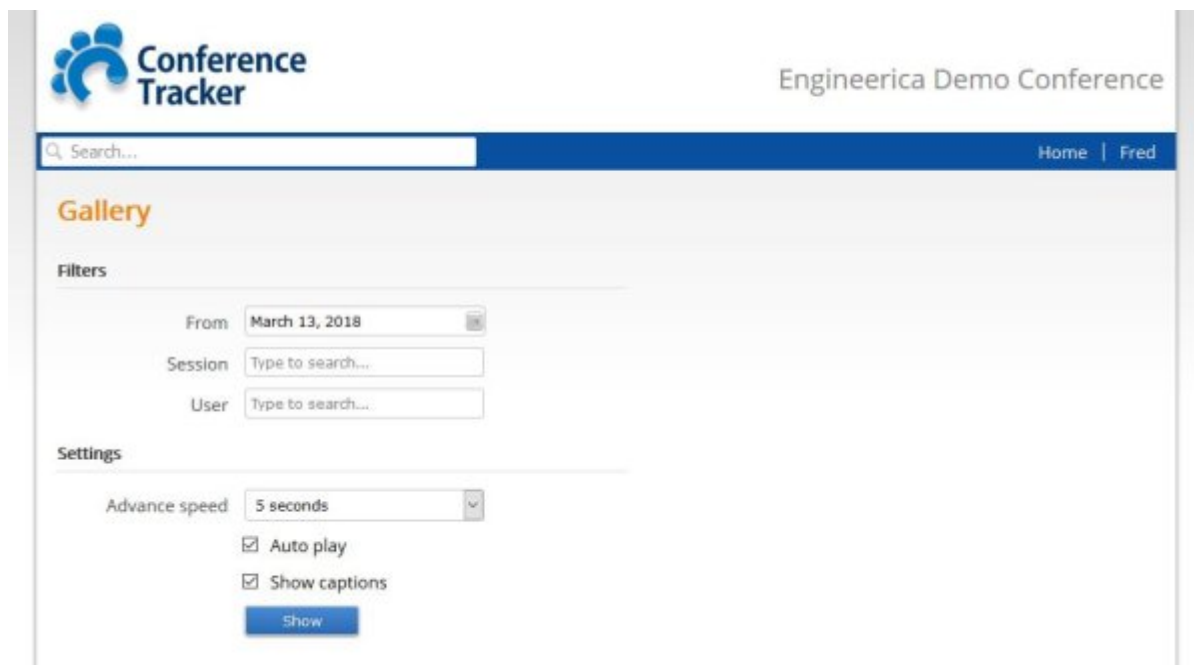 Conference
Tracker
Engineerica Demo Conference
Search...
Home | Fred
Gallery
Filters
From March 13, 2018
Session Type to search...
User Type to search...
Settings
Advance speed 5 seconds
Auto play
Show captions
Show